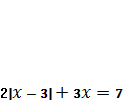 2|x – 3| + 3x = 7